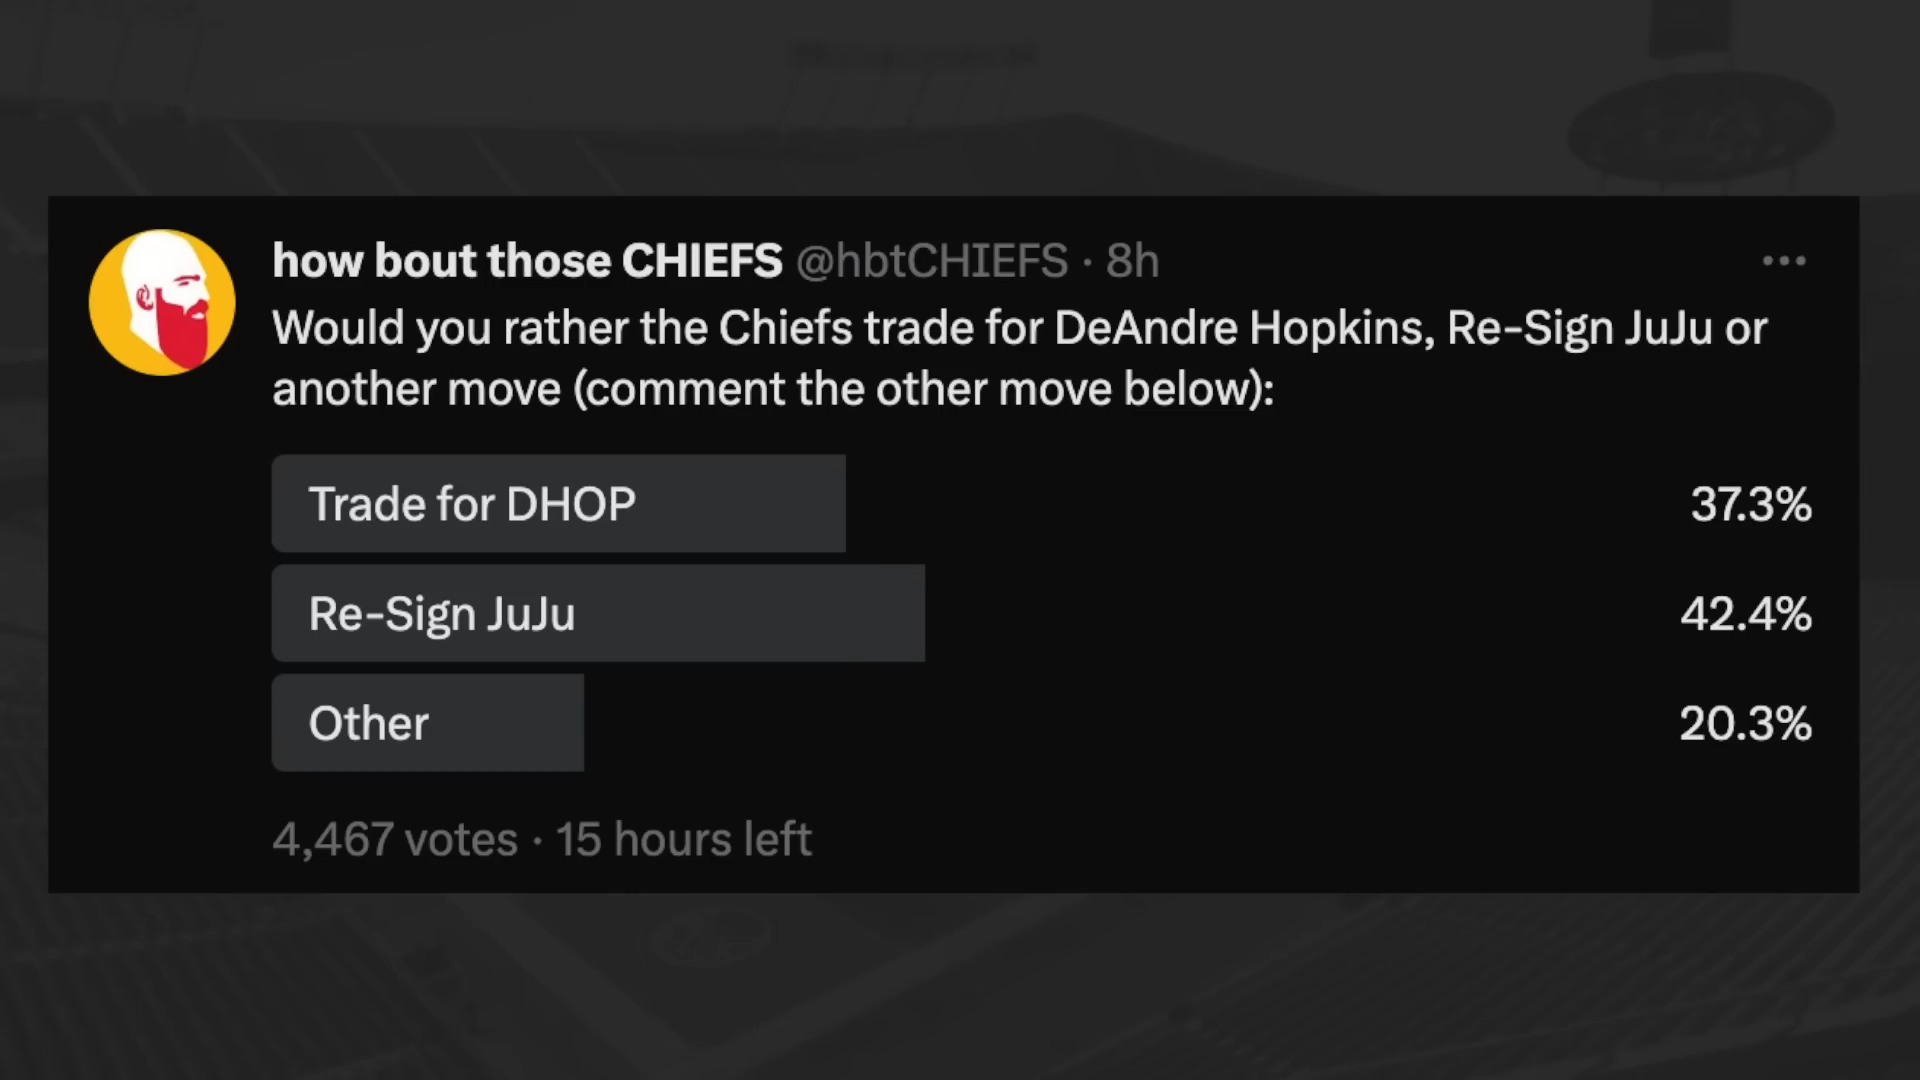 how bout those CHIEFS @hbtCHIEFS · 8h
Would you rather the Chiefs trade for DeAndre Hopkins, Re-Sign JuJu or
another move (comment the other move below):
Trade for DHOP 37.3%
Re-Sign JuJu 42.4%
Other 20.3%
4,467 votes · 15 hours left